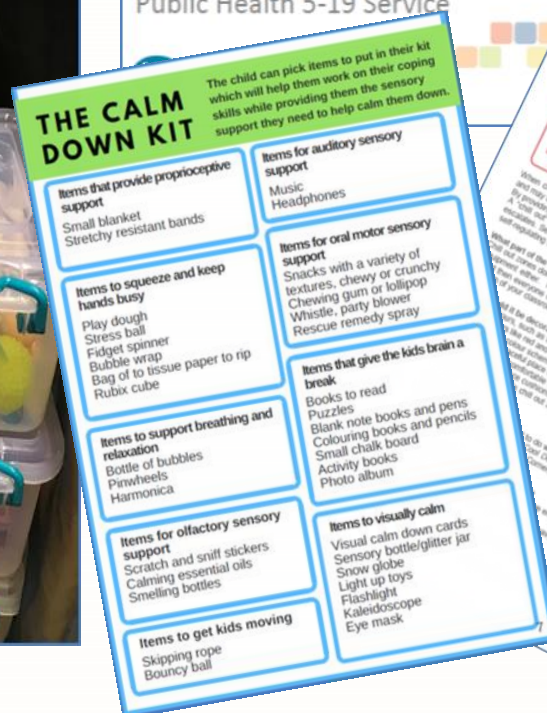 Public Health 5-19 Service
THE CALM
DOWN KIT
The child can pick items to put in their kit
which will help them work on their coping
skills while providing them the sensory
support they need to help calm them down.
Items that provide proprioceptive
support
Small blanket
Stretchy resistant bands
Items to squeeze and keep
hands busy
Play dough
Stress ball
Fidget spinner
Bubble wrap
Bag of to tissue paper to rip
Rubix cube
Items to support breathing and
relaxation
Bottle of bubbles
Pinwheels
Harmonica
Items for olfactory sensory
support
Scratch and sniff stickers
Calming essential oils
Smelling bottles
Items to get kids moving
Skipping rope
Bouncy ball
Items for auditory sensory
support
Music
Headphones
Items for oral motor sensory
support
Snacks with a variety of
textures, chewy or crunchy
Chewing gum or lollipop
Whistle, party blower
Rescue remedy spray
Items that give the kids brain a
break
Books to read
Puzzles
Blank note books and pens
Colouring books and pencils
Small chalk board
Activity books
Photo album
Items to visually calm
Visual calm down cards
Sensory bottle/glitter jar
Snow globe
Light up toys
Flashlight
Kaleidoscope
Eye mask
7